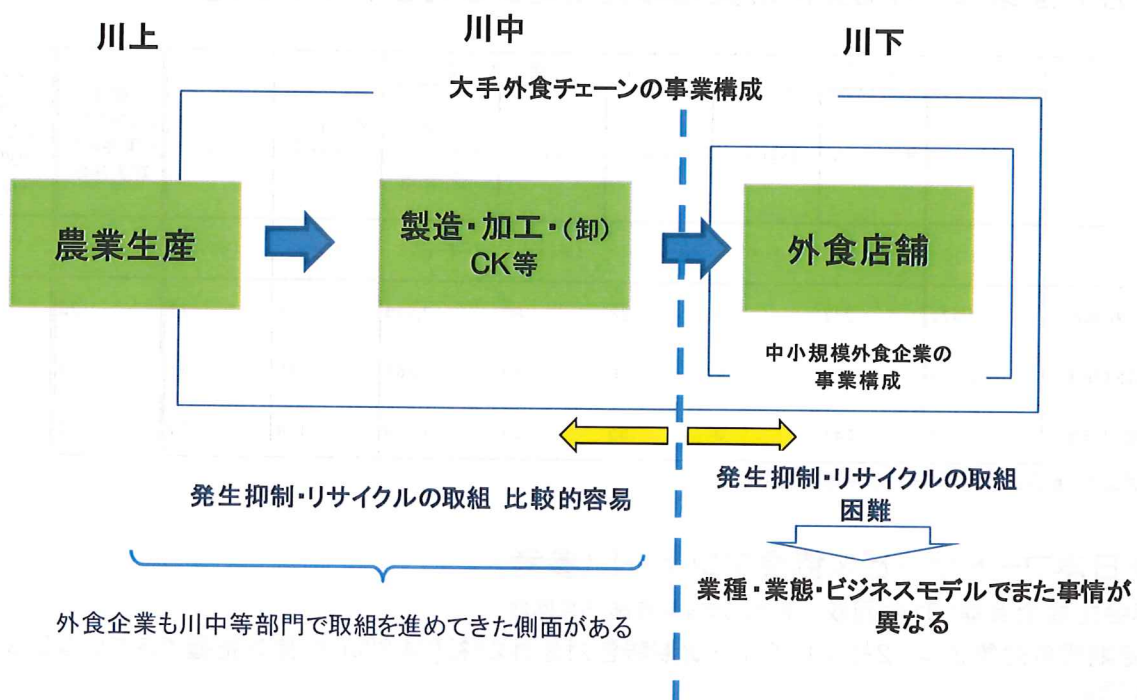 川上
川中
川下
大手外食チェーンの事業構成
農業生産
製造・加工・(卸)
CK等
外食店舗
中小規模外食企業の
事業構成
発生抑制・リサイクルの取組 比較的容易
発生抑制・リサイクルの取組
困難
外食企業も川中等部門で取組を進めてきた側面がある
業種・業態・ビジネスモデルでまた事情が
異なる